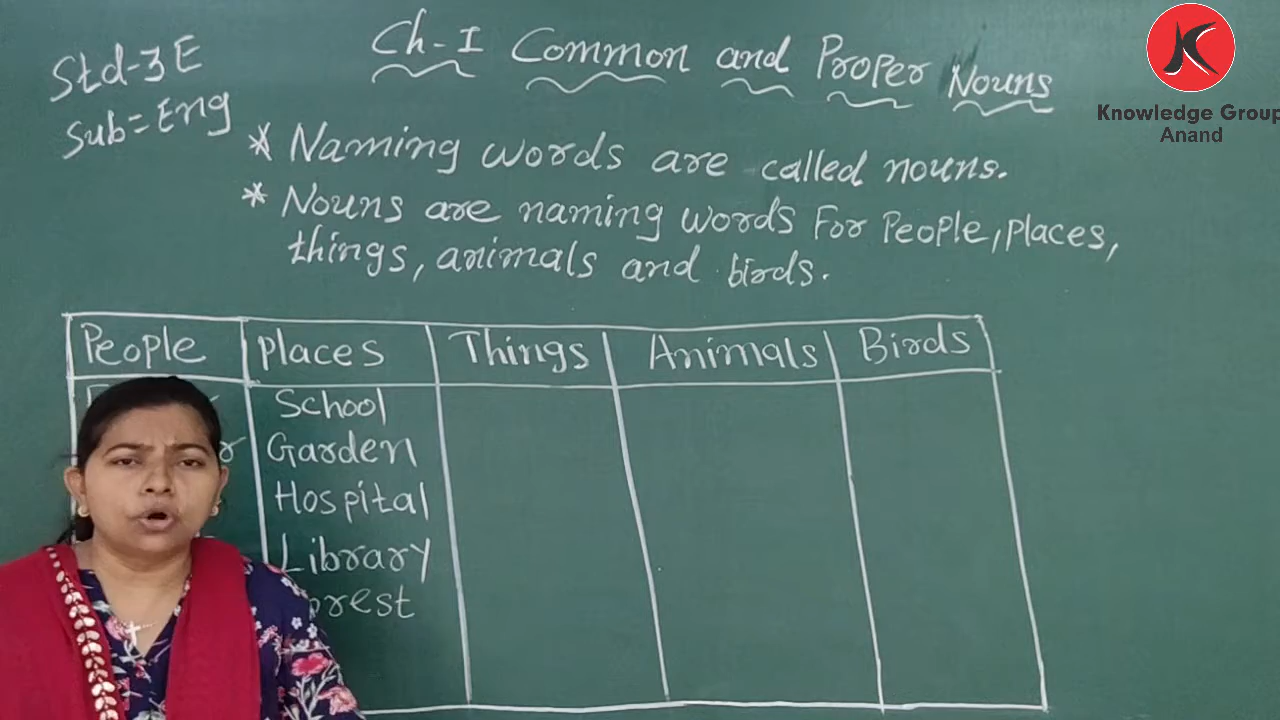 Std-3 E
Sub=Eng
Ch-I Common and Proper Nouns
Knowledge Group
Anand
* Naming words are called nouns.
* Nouns are naming words For People, places,
things, animals and birds.
People Places Things Animals Birds
School
Garden
Hospital
Library